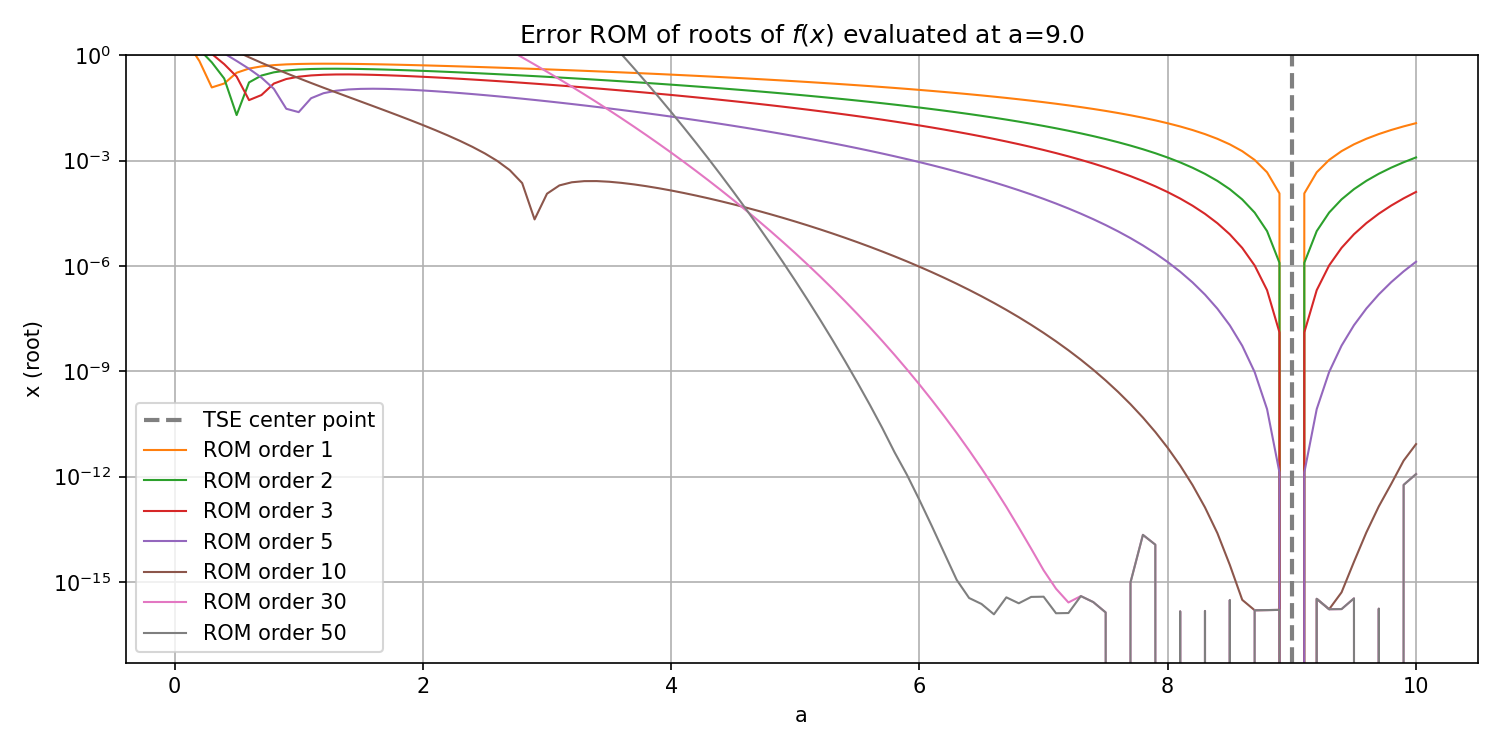 Error ROM of roots of f(x) evaluated at a=9.0
10⁰
10⁻³
10⁻⁶
10⁻⁹
10⁻¹²
10⁻¹⁵
x (root)
TSE center point
ROM order 1
ROM order 2
ROM order 3
ROM order 5
ROM order 10
ROM order 30
ROM order 50
0 2 4 6 8 10
a